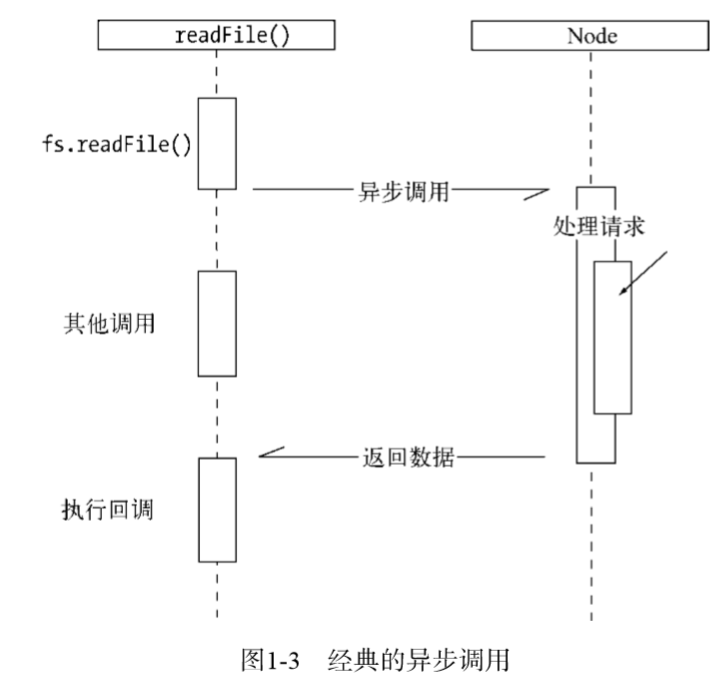 readFile()
Node
fs.readFile()
异步调用
处理请求
其他调用
返回数据
执行回调
图1-3 经典的异步调用